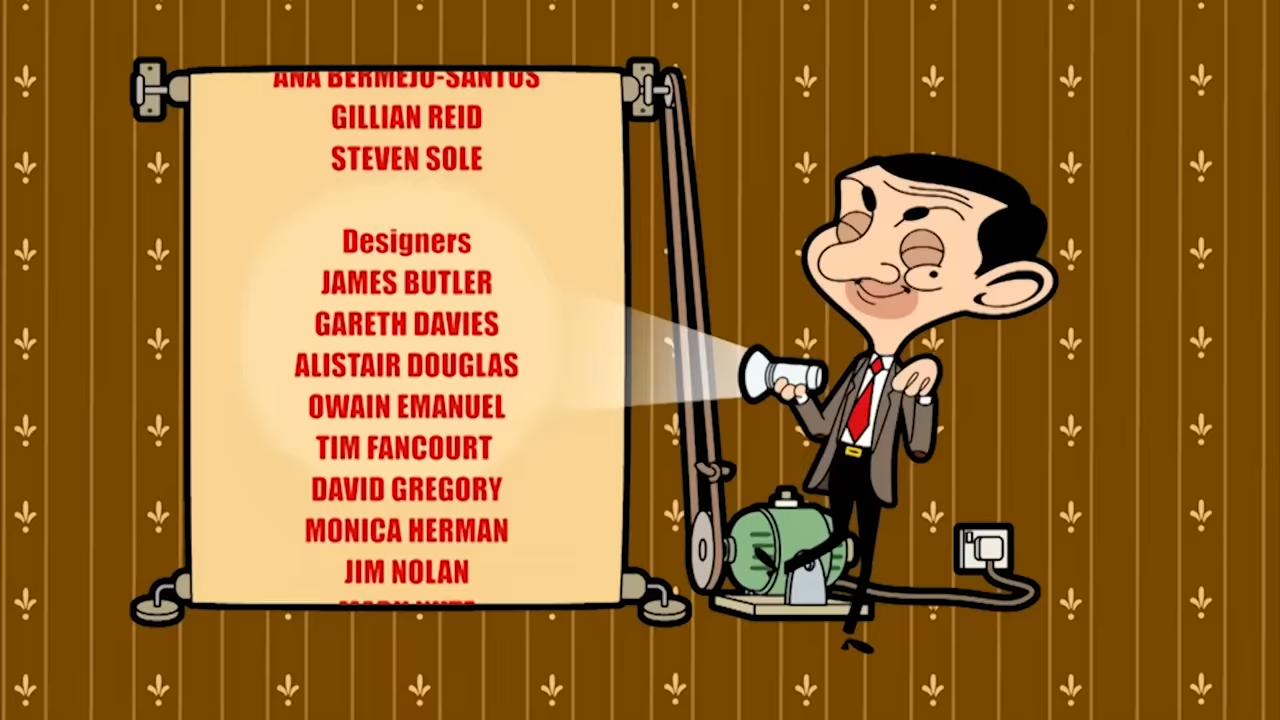 ANA BERMEJO-SANTOS
GILLIAN REID
STEVEN SOLE
Designers
JAMES BUTLER
GARETH DAVIES
ALISTAIR DOUGLAS
OWAIN EMANUEL
TIM FANCOURT
DAVID GREGORY
MONICA HERMAN
JIM NOLAN